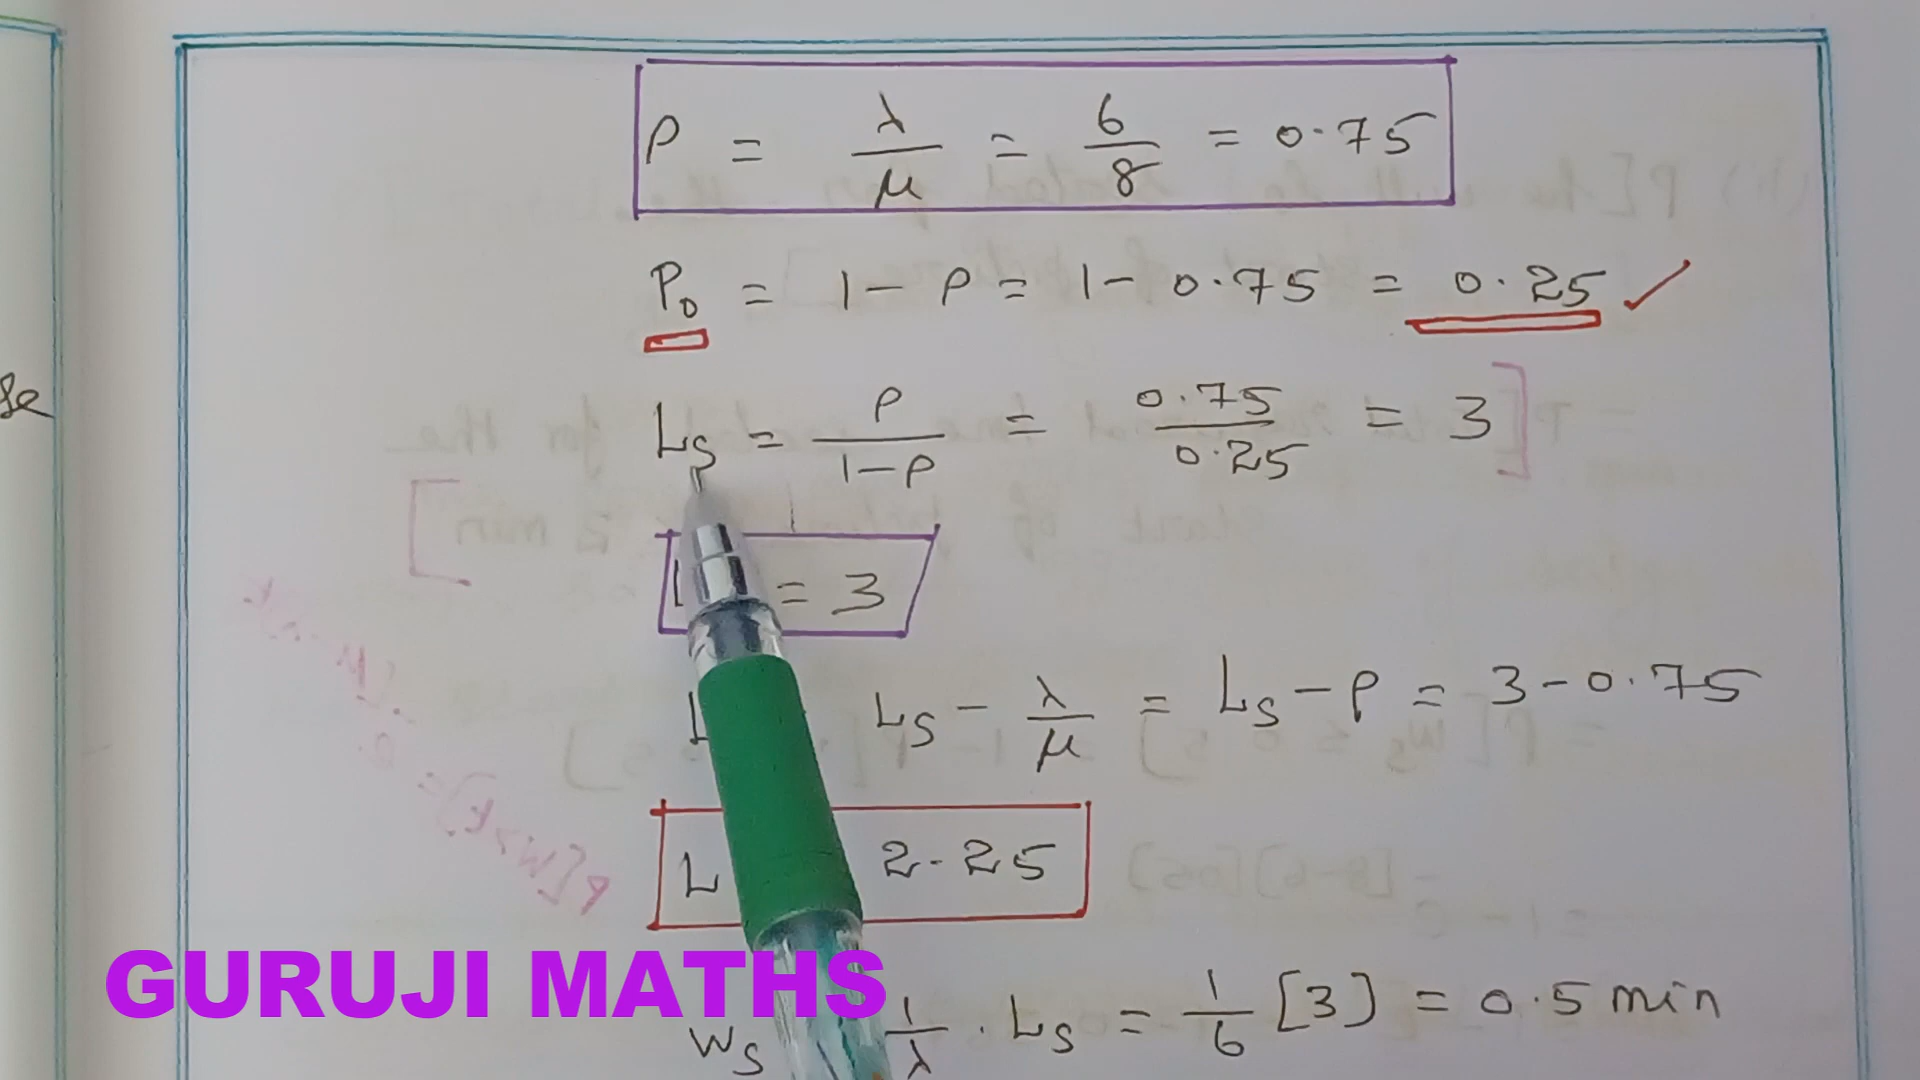 ρ = λ/μ = 6/8 = 0.75
P₀ = 1 - ρ = 1 - 0.75 = 0.25 ✓
Se
Ls = ρ/(1-ρ) = 0.75/0.25 = 3
= 3
L Ls - λ/μ = Ls - ρ = 3 - 0.75
L 2.25
GURUJI MATHS
Ws 1/λ . Ls = 1/6 [3] = 0.5 min